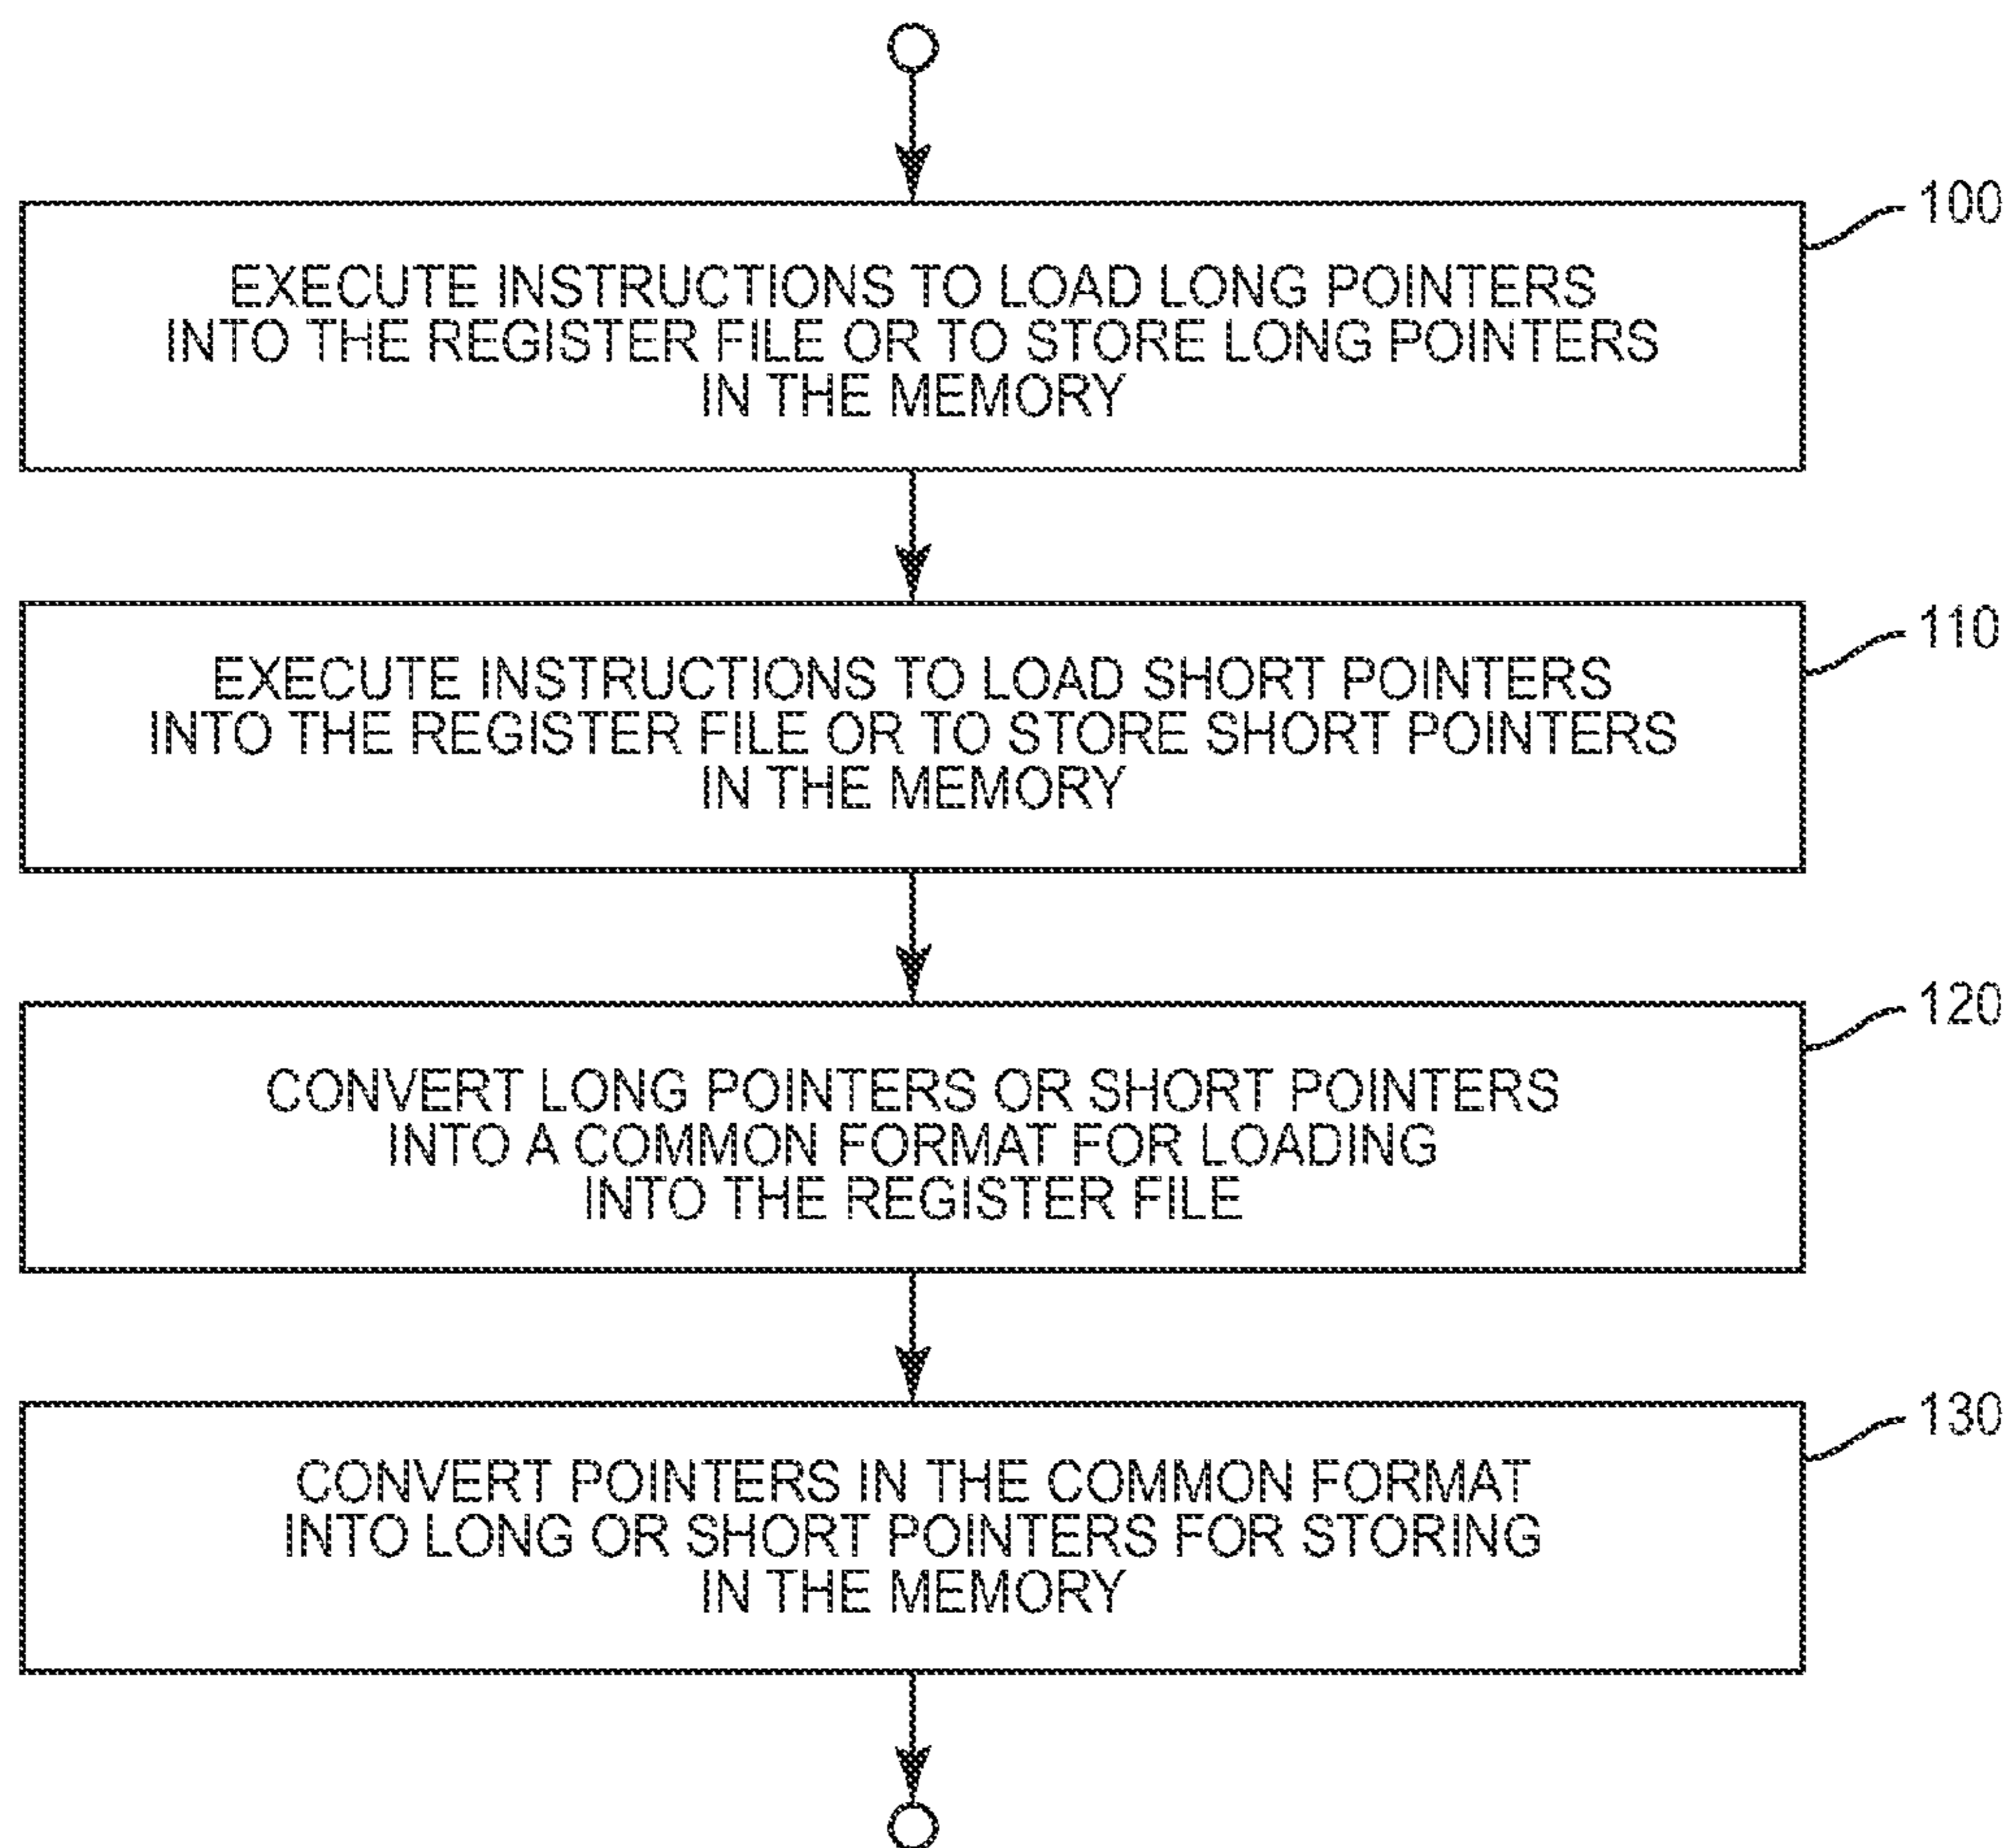 100
EXECUTE INSTRUCTIONS TO LOAD LONG POINTERS
INTO THE REGISTER FILE OR TO STORE LONG POINTERS
IN THE MEMORY
110
EXECUTE INSTRUCTIONS TO LOAD SHORT POINTERS
INTO THE REGISTER FILE OR TO STORE SHORT POINTERS
IN THE MEMORY
120
CONVERT LONG POINTERS OR SHORT POINTERS
INTO A COMMON FORMAT FOR LOADING
INTO THE REGISTER FILE
130
CONVERT POINTERS IN THE COMMON FORMAT
INTO LONG OR SHORT POINTERS FOR STORING
IN THE MEMORY